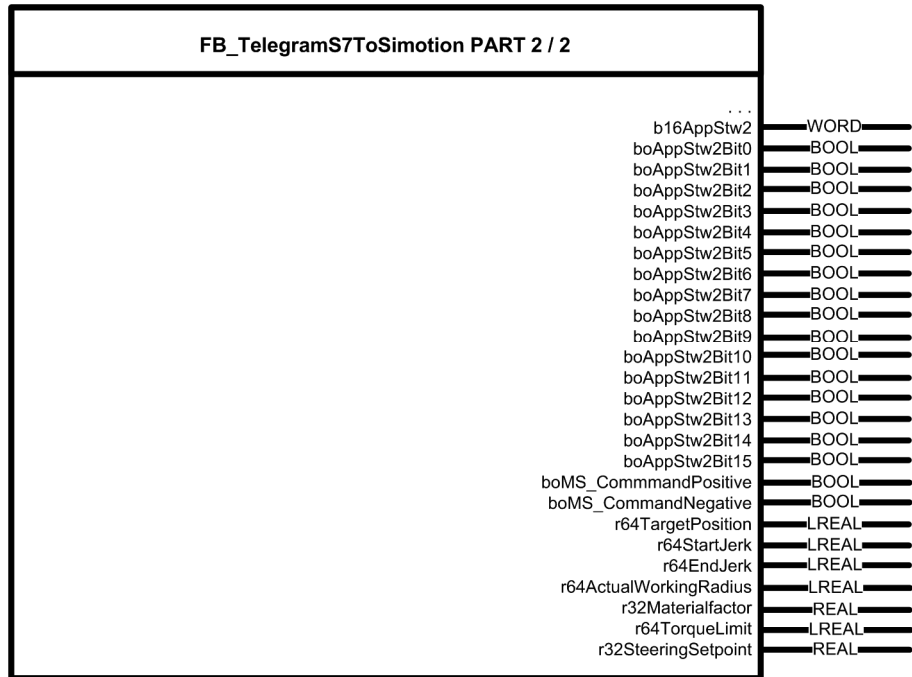 FB_TelegramS7ToSimotion PART 2 / 2
. . .
b16AppStw2 WORD
boAppStw2Bit0 BOOL
boAppStw2Bit1 BOOL
boAppStw2Bit2 BOOL
boAppStw2Bit3 BOOL
boAppStw2Bit4 BOOL
boAppStw2Bit5 BOOL
boAppStw2Bit6 BOOL
boAppStw2Bit7 BOOL
boAppStw2Bit8 BOOL
boAppStw2Bit9 BOOL
boAppStw2Bit10 BOOL
boAppStw2Bit11 BOOL
boAppStw2Bit12 BOOL
boAppStw2Bit13 BOOL
boAppStw2Bit14 BOOL
boAppStw2Bit15 BOOL
boMS_CommmandPositive BOOL
boMS_CommandNegative BOOL
r64TargetPosition LREAL
r64StartJerk LREAL
r64EndJerk LREAL
r64ActualWorkingRadius LREAL
r32Materialfactor REAL
r64TorqueLimit LREAL
r32SteeringSetpoint REAL